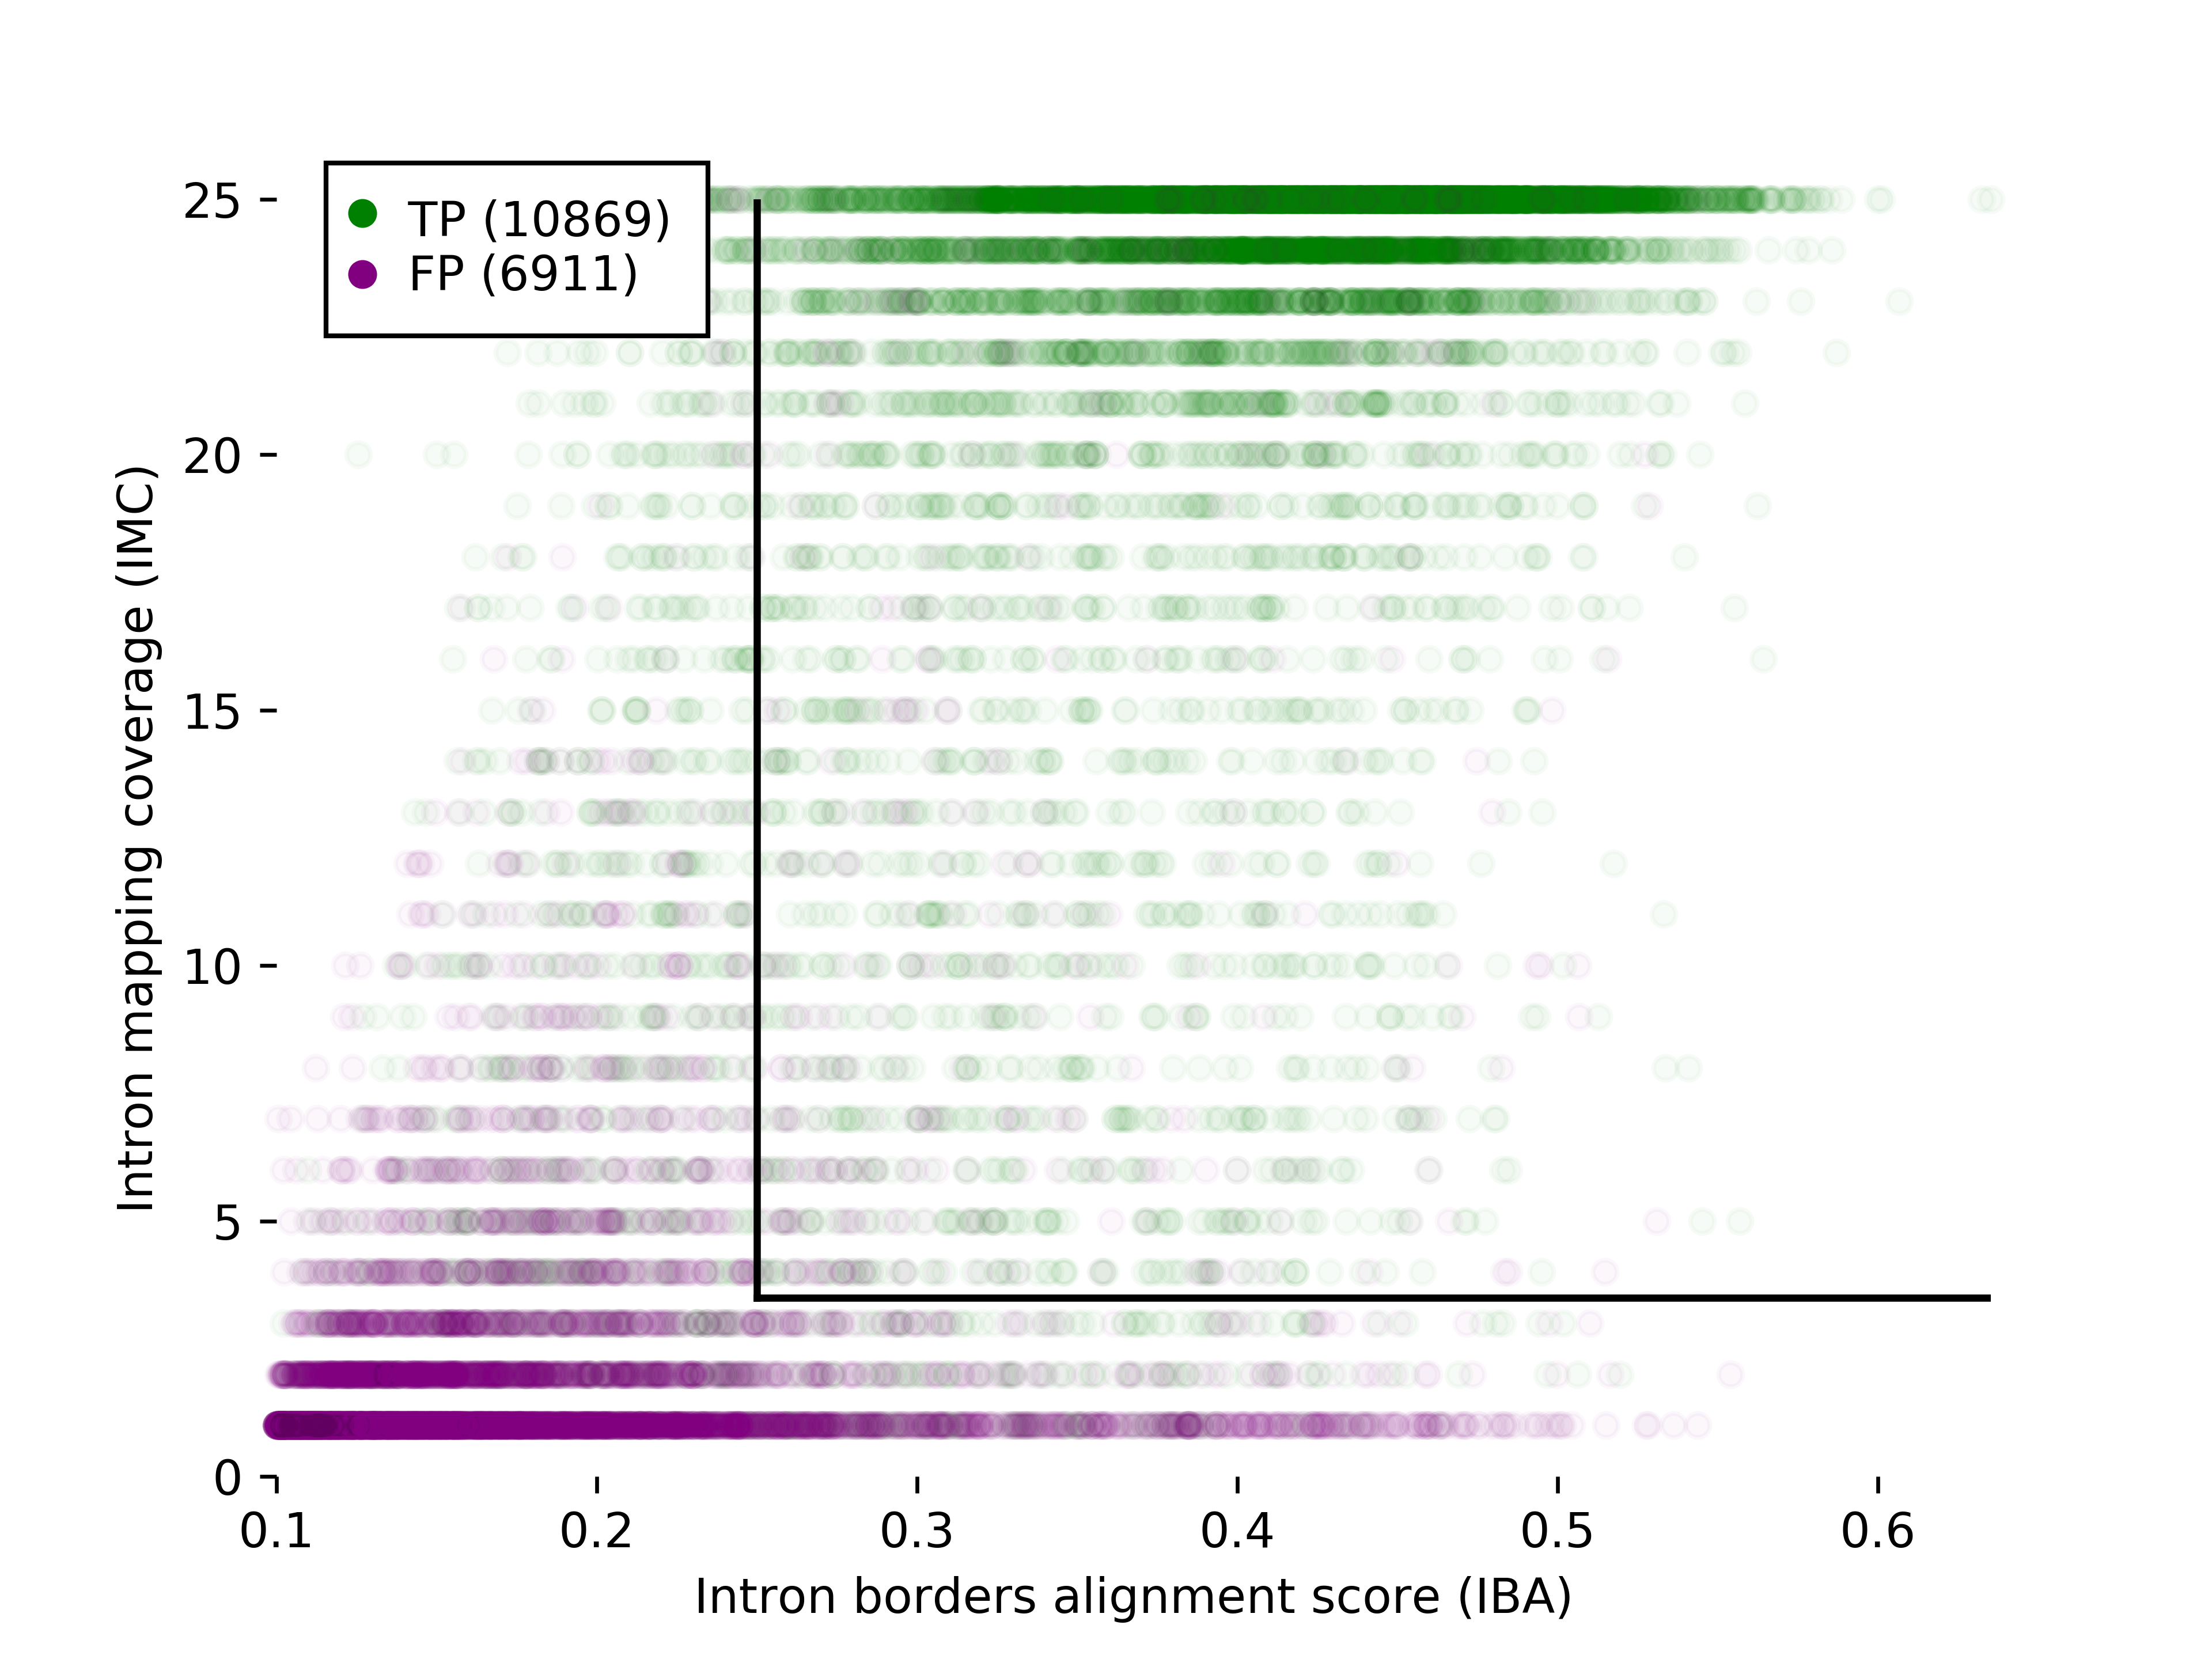 TP (10869)
FP (6911)
Intron mapping coverage (IMC)
25
20
15
10
5
0
0.1 0.2 0.3 0.4 0.5 0.6
Intron borders alignment score (IBA)